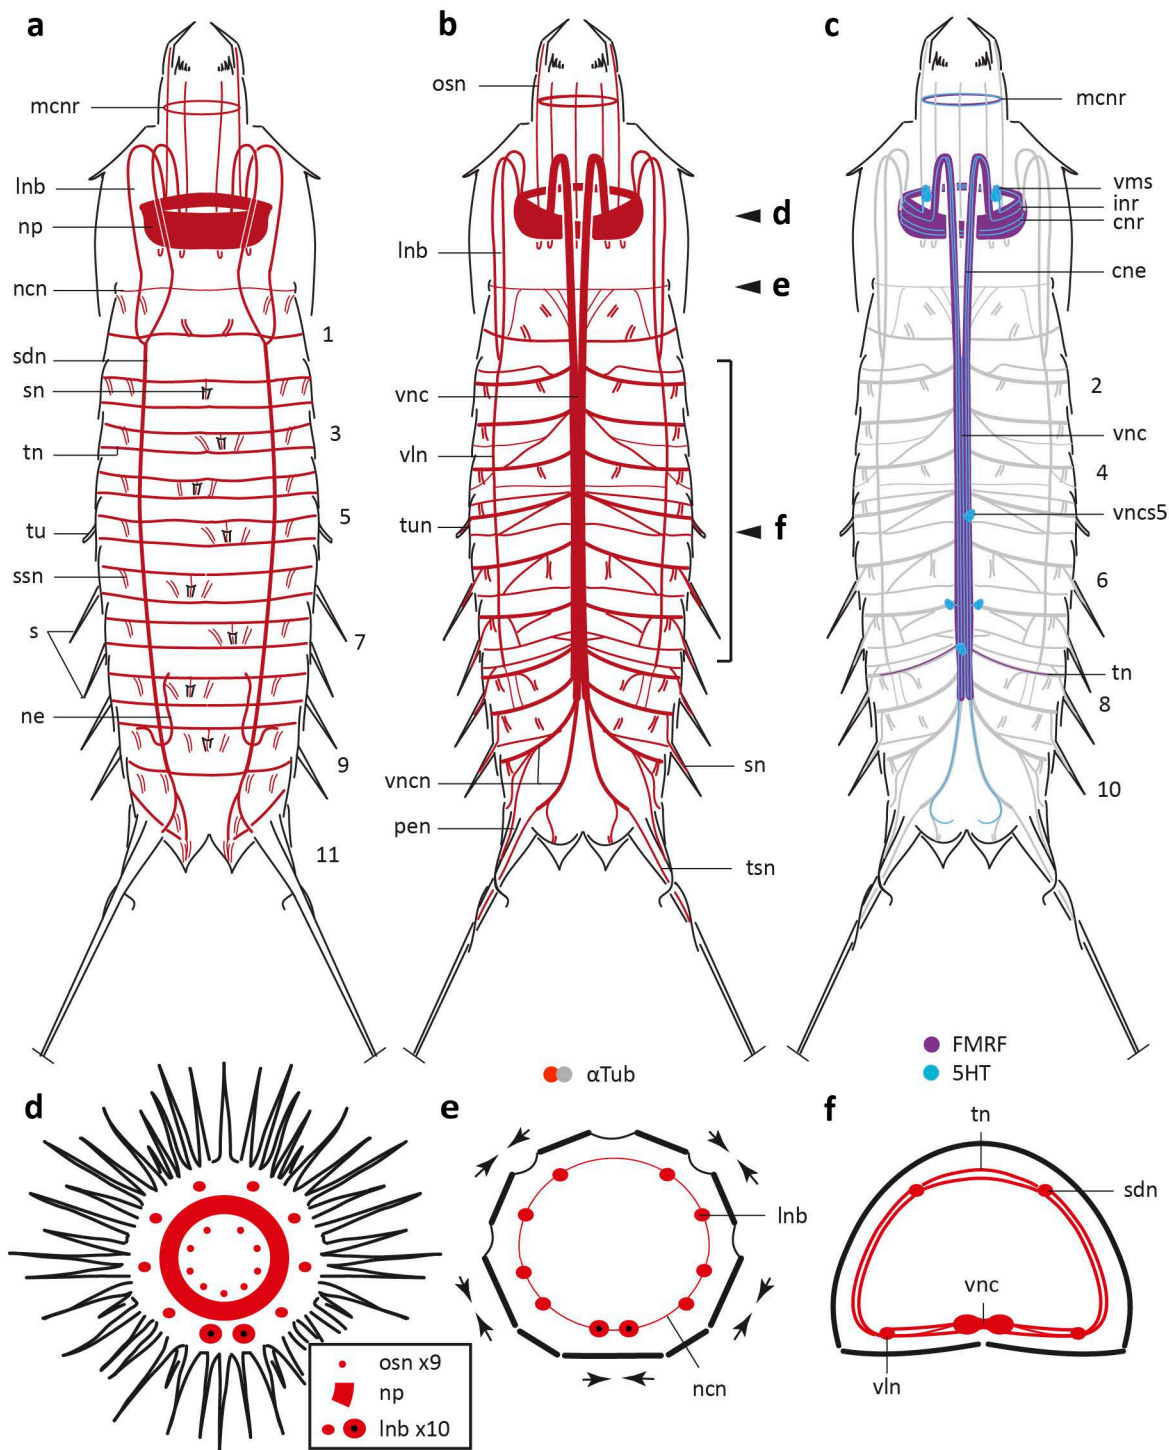 a
mcnr
lnb
np
ncn
1
sdn
sn
3
tn
5
tu
ssn
s
7
ne
9
11
b
osn
d
lnb
e
vnc
vln
tun
f
vncn
sn
pen
tsn
c
mcnr
vms
inr
cnr
cne
2
vnc
4
vncs5
6
tn
8
10
αTub
FMRF
5HT
d
osn x9
np
lnb x10
e
lnb
ncn
f
tn
sdn
vnc
vln